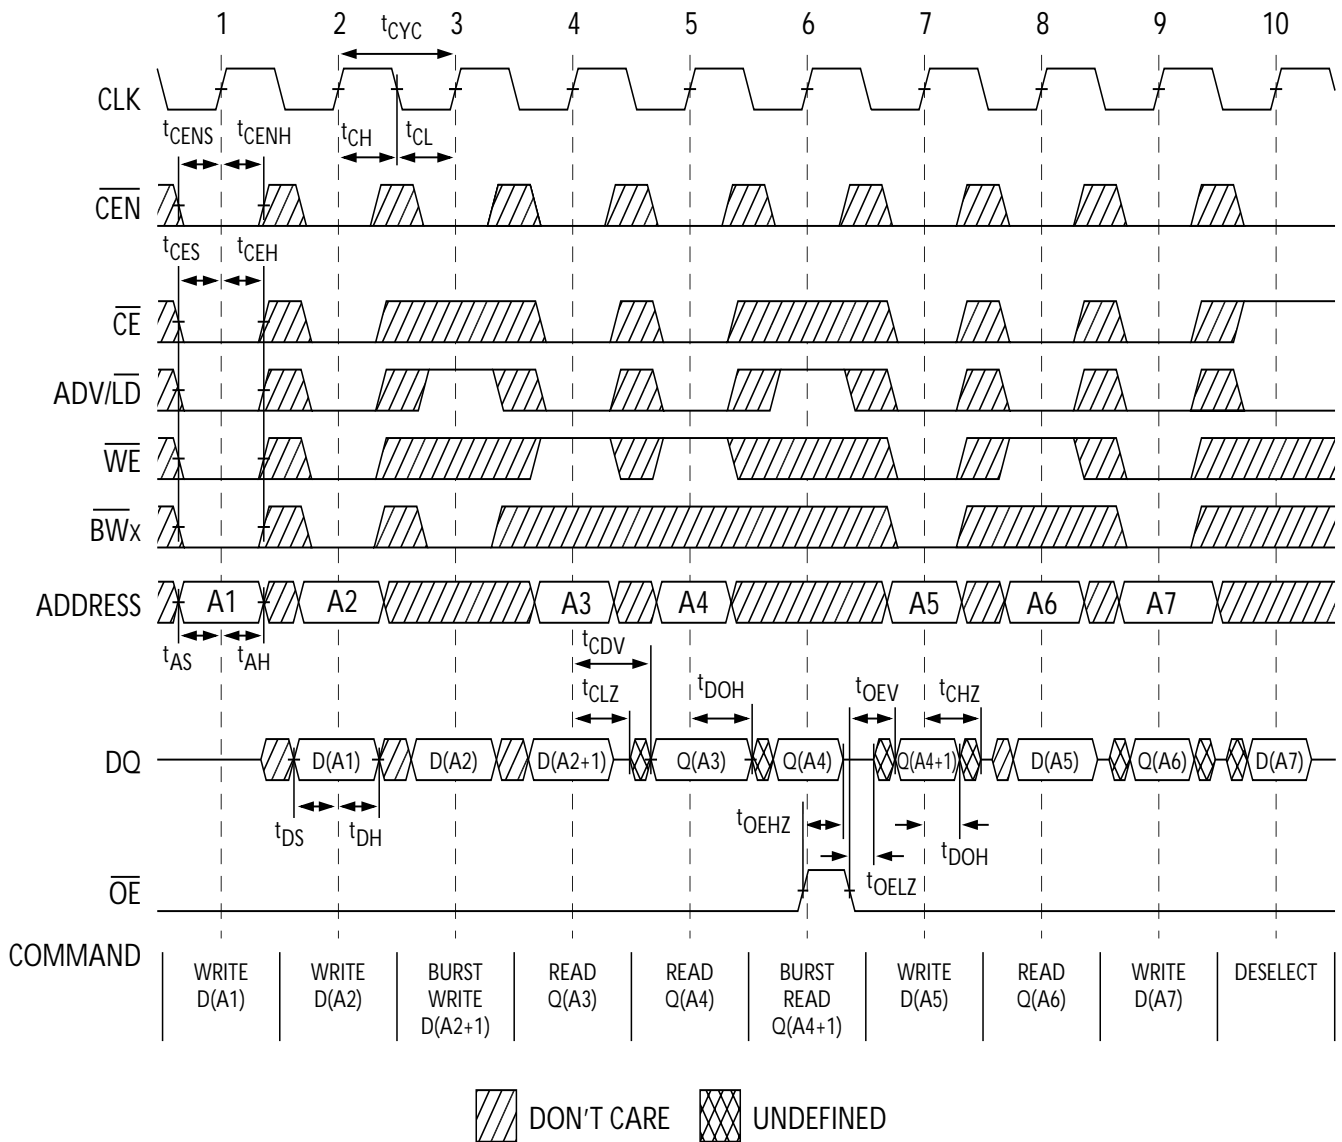 1 2 3 4 5 6 7 8 9 10
tCYC
CLK
tCENS tCENH tCH tCL
CEN
tCES tCEH
CE
ADV/LD
WE
BWx
ADDRESS A1 A2 A3 A4 A5 A6 A7
tAS tAH tCDV
tCLZ tDOH tOEV tCHZ
DQ D(A1) D(A2) D(A2+1) Q(A3) Q(A4) Q(A4+1) D(A5) Q(A6) D(A7)
tDS tDH tOEHZ tDOH
tOELZ
OE
COMMAND
WRITE WRITE BURST READ READ BURST WRITE READ WRITE DESELECT
D(A1) D(A2) WRITE Q(A3) Q(A4) READ D(A5) Q(A6) D(A7)
D(A2+1) Q(A4+1)
DON'T CARE UNDEFINED